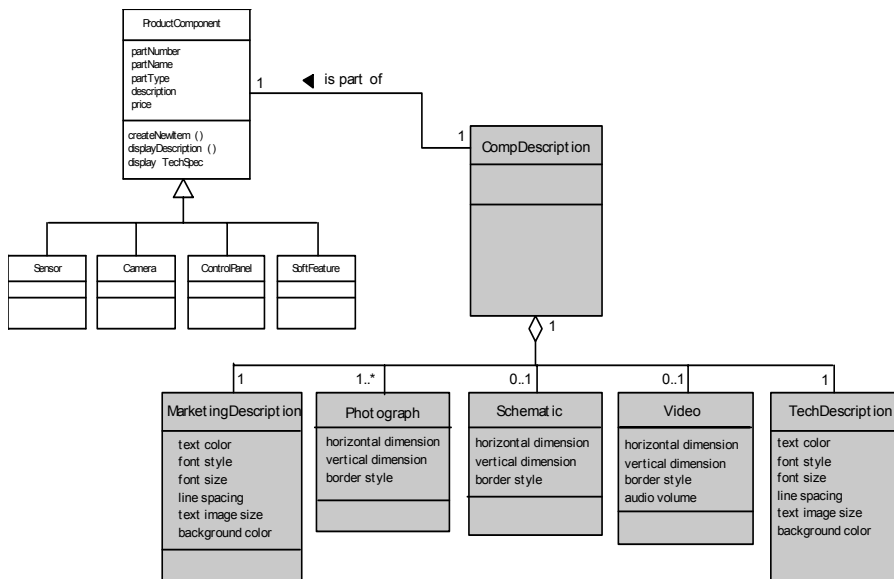 ProductComponent
partNumber
partName
partType
description
price
createNewItem ()
displayDescription ()
display TechSpec
1
◀ is part of
1
CompDescription
Sensor
Camera
ControlPanel
SoftFeature
1
1
1..*
0..1
0..1
1
MarketingDescription
text color
font style
font size
line spacing
text image size
background color
Photograph
horizontal dimension
vertical dimension
border style
Schematic
horizontal dimension
vertical dimension
border style
Video
horizontal dimension
vertical dimension
border style
audio volume
TechDescription
text color
font style
font size
line spacing
text image size
background color